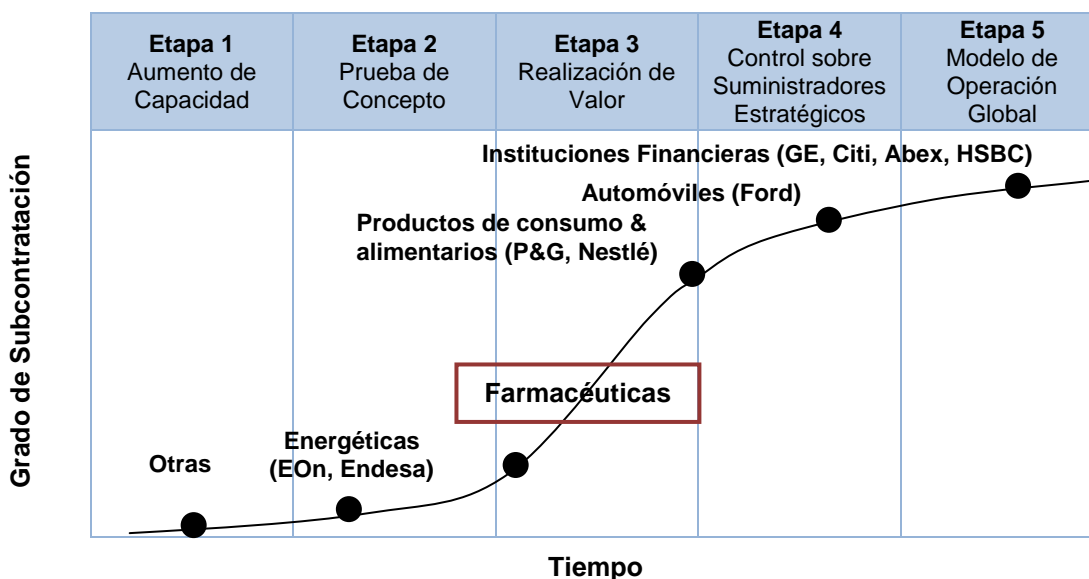 Etapa 1
Aumento de
Capacidad
Etapa 2
Prueba de
Concepto
Etapa 3
Realización de
Valor
Etapa 4
Control sobre
Suministradores
Estratégicos
Etapa 5
Modelo de
Operación
Global
Grado de Subcontratación
Instituciones Financieras (GE, Citi, Abex, HSBC)
Automóviles (Ford)
Productos de consumo &
alimentarios (P&G, Nestlé)
Farmacéuticas
Energéticas
(EOn, Endesa)
Otras
Tiempo